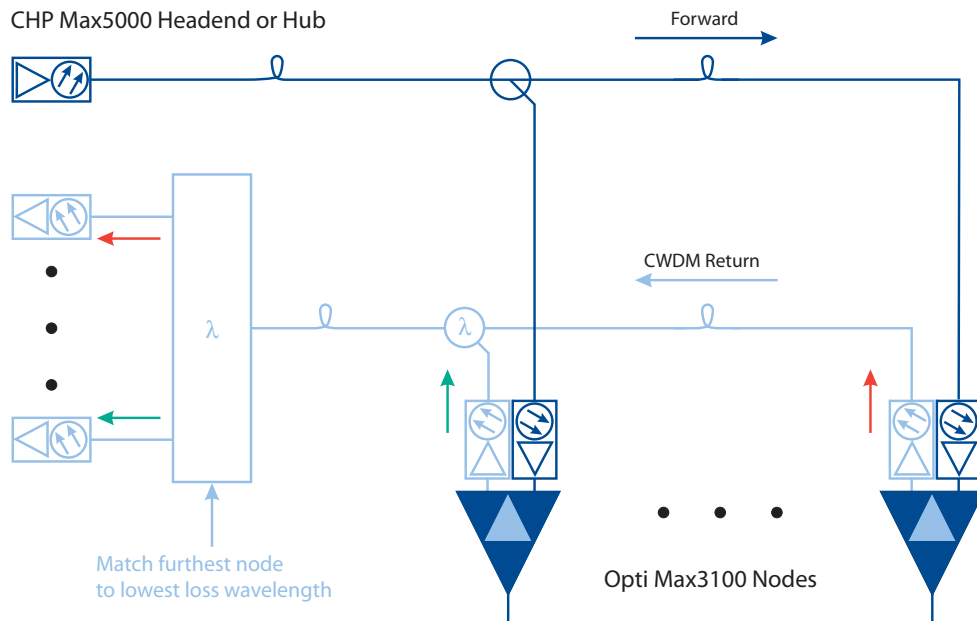 CHP Max5000 Headend or Hub
Forward
CWDM Return
λ
λ
Match furthest node
to lowest loss wavelength
Opti Max3100 Nodes